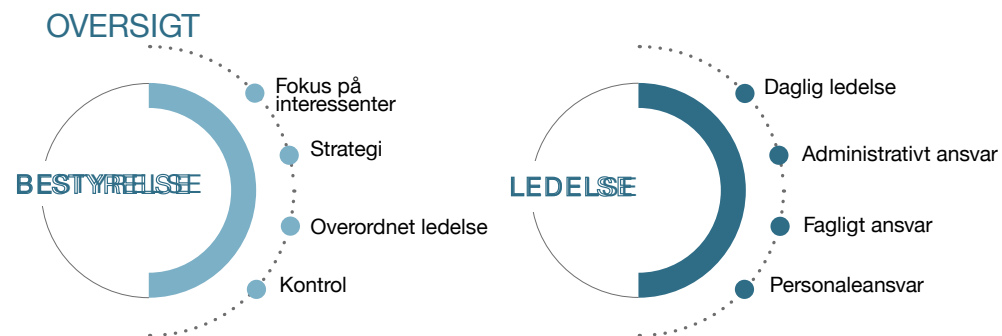 OVERSIGT
BESTYRELSE
Fokus på
interessenter
Strategi
Overordnet ledelse
Kontrol
LEDELSE
Daglig ledelse
Administrativt ansvar
Fagligt ansvar
Personaleansvar